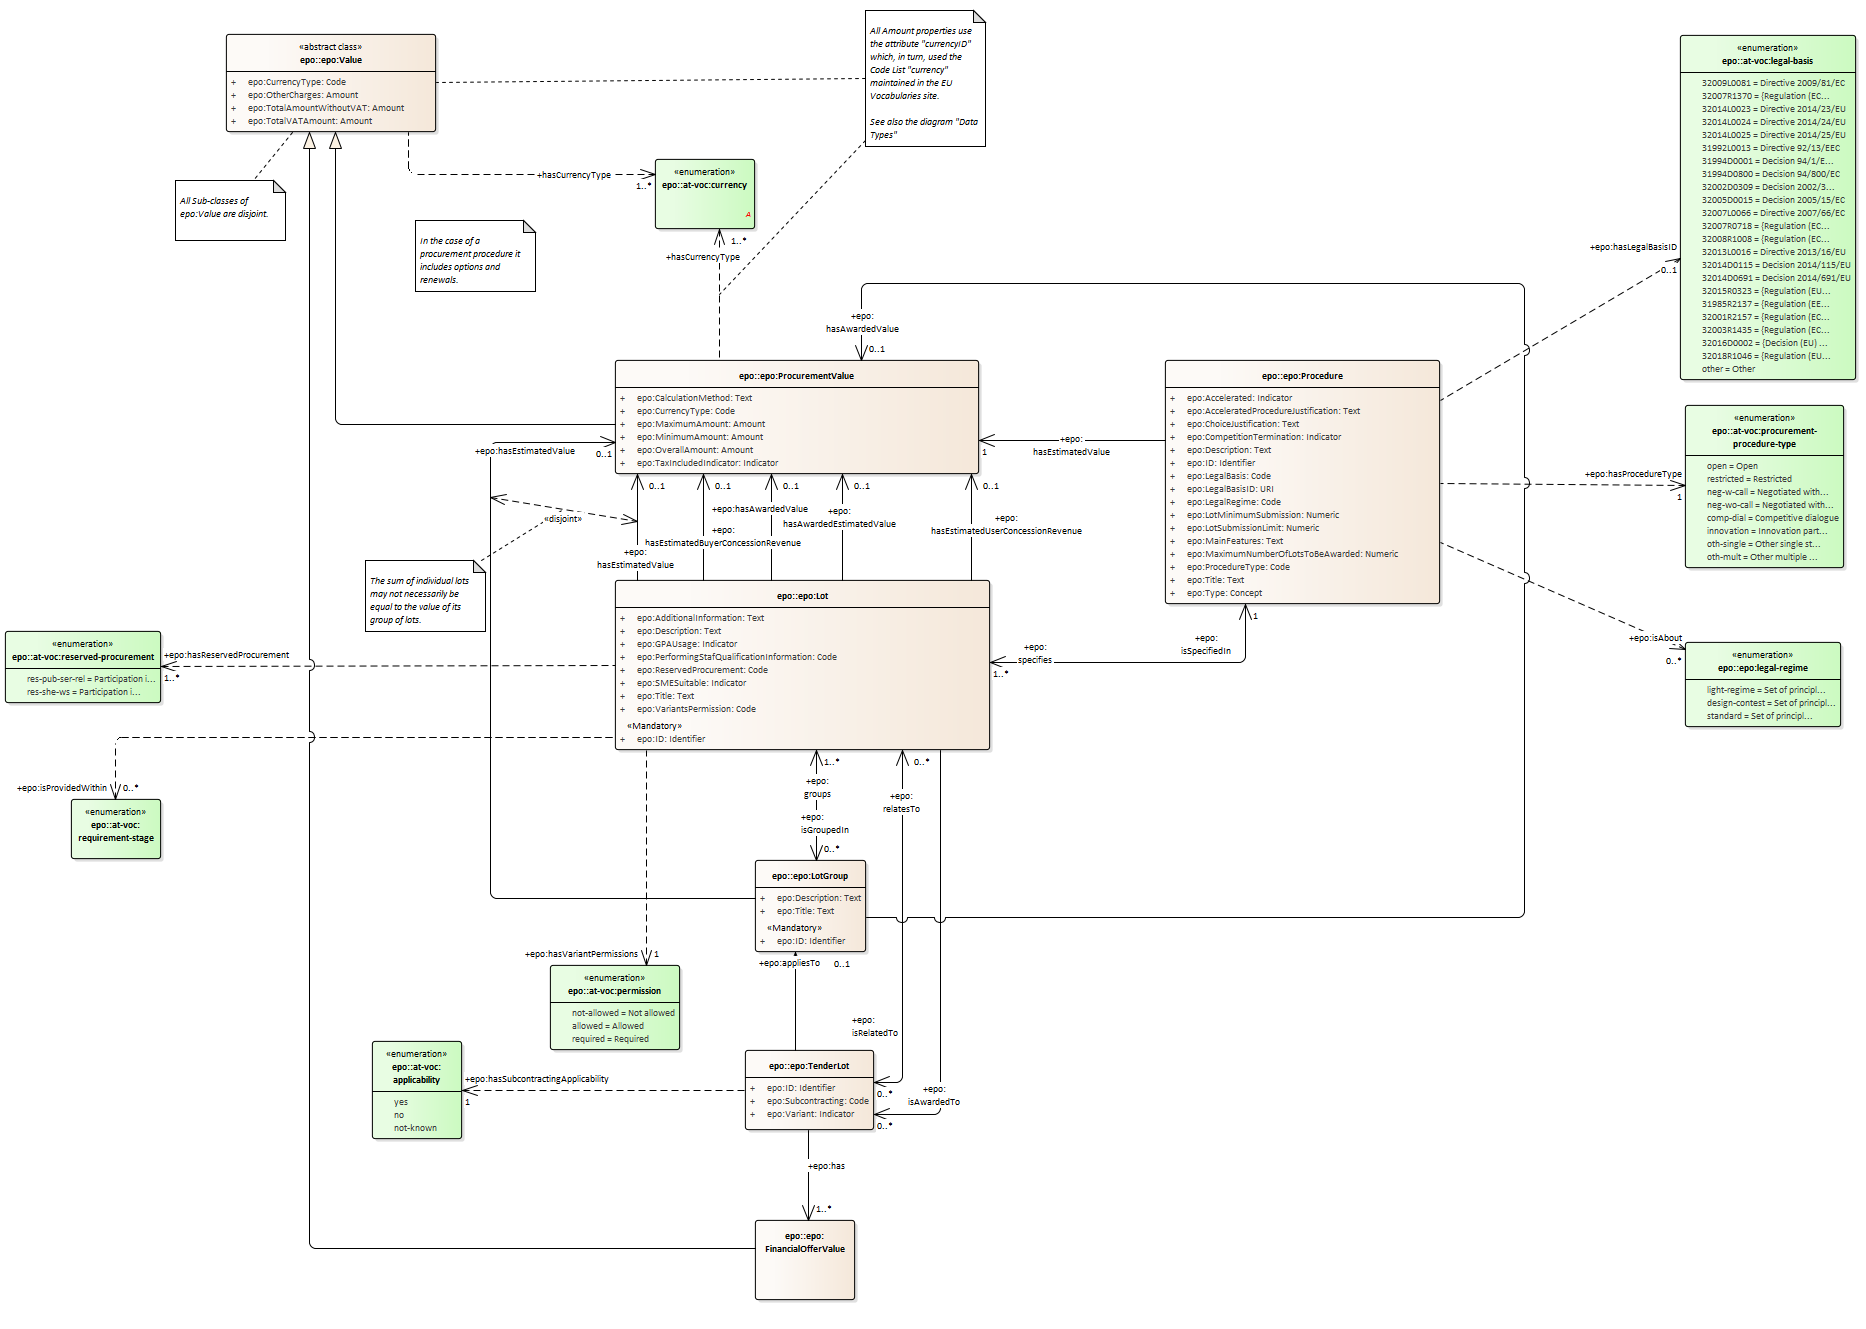 «abstract class»
epo::epo:Value
+ epo:CurrencyType: Code
+ epo:OtherCharges: Amount
+ epo:TotalAmountWithoutVAT: Amount
+ epo:TotalVATAmount: Amount
All Amount properties use
the attribute "currencyID"
which, in turn, used the
Code List "currency"
maintained in the EU
Vocabularies site.
See also the diagram "Data
Types"
All Sub-classes of
epo:Value are disjoint.
+hasCurrencyType
1..*
«enumeration»
epo::at-voc:currency
A
1..*
+hasCurrencyType
In the case of a
procurement procedure it
includes options and
renewals.
«enumeration»
epo::at-voc:legal-basis
32009L0081 = Directive 2009/81/EC
32007R1370 = {Regulation (EC...
32014L0023 = Directive 2014/23/EU
32014L0024 = Directive 2014/24/EU
32014L0025 = Directive 2014/25/EU
31992L0013 = Directive 92/13/EEC
31994D0001 = Decision 94/1/E...
31994D0800 = Decision 94/800/EC
32002D0309 = Decision 2002/3...
32005D0015 = Decision 2005/15/EC
32007L0066 = Directive 2007/66/EC
32007R0718 = {Regulation (EC...
32008R1008 = {Regulation (EC...
32013L0016 = Directive 2013/16/EU
32014D0115 = Decision 2014/115/EU
32014D0691 = Decision 2014/691/EU
32015R0323 = {Regulation (EU...
31985R2137 = {Regulation (EE...
32001R2157 = {Regulation (EC...
32003R1435 = {Regulation (EC...
32016D0002 = {Decision (EU) ...
32018R1046 = {Regulation (EU...
other = Other
+epo:hasLegalBasisID
0..1
+epo:
hasAwardedValue
0..1
epo::epo:ProcurementValue
+ epo:CalculationMethod: Text
+ epo:CurrencyType: Code
+ epo:MaximumAmount: Amount
+ epo:MinimumAmount: Amount
+ epo:OverallAmount: Amount
+ epo:TaxIncludedIndicator: Indicator
epo::epo:Procedure
+ epo:Accelerated: Indicator
+ epo:AcceleratedProcedureJustification: Text
+ epo:ChoiceJustification: Text
+ epo:CompetitionTermination: Indicator
+ epo:Description: Text
+ epo:ID: Identifier
+ epo:LegalBasis: Code
+ epo:LegalBasisID: URI
+ epo:LegalRegime: Code
+ epo:LotMinimumSubmission: Numeric
+ epo:LotSubmissionLimit: Numeric
+ epo:MainFeatures: Text
+ epo:MaximumNumberOfLotsToBeAwarded: Numeric
+ epo:ProcedureType: Code
+ epo:Title: Text
+ epo:Type: Concept
+epo:
hasEstimatedValue
1
+epo:hasEstimatedValue
0..1
«enumeration»
epo::at-voc:procurement-
procedure-type
open = Open
restricted = Restricted
neg-w-call = Negotiated with...
neg-wo-call = Negotiated with...
comp-dial = Competitive dialogue
innovation = Innovation part...
oth-single = Other single st...
oth-mult = Other multiple ...
+epo:hasProcedureType
1
0..1
0..1
0..1
0..1
0..1
+epo:hasAwardedValue
+epo:
hasAwardedEstimatedValue
+epo:
hasEstimatedUserConcessionRevenue
+epo:
hasEstimatedBuyerConcessionRevenue
+epo:
hasEstimatedValue
«disjoint»
The sum of individual lots
may not necessarily be
equal to the value of its
group of lots.
epo::epo:Lot
+ epo:AdditionalInformation: Text
+ epo:Description: Text
+ epo:GPAUsage: Indicator
+ epo:PerformingStafQualificationInformation: Code
+ epo:ReservedProcurement: Code
+ epo:SMESuitable: Indicator
+ epo:Title: Text
+ epo:VariantsPermission: Code
«Mandatory»
+ epo:ID: Identifier
1
+epo:
isSpecifiedIn
+epo:
specifies
1..*
+epo:isAbout
0..*
«enumeration»
epo::epo:legal-regime
light-regime = Set of principl...
design-contest = Set of principl...
standard = Set of principl...
«enumeration»
epo::at-voc:reserved-procurement
res-pub-ser-rel = Participation i...
res-she-ws = Participation i...
+epo:hasReservedProcurement
1..*
+epo:isProvidedWithin
0..*
«enumeration»
epo::at-voc:
requirement-stage
1..*
+epo:
groups
+epo:
isGroupedIn
0..*
0..*
+epo:
relatesTo
epo::epo:LotGroup
+ epo:Description: Text
+ epo:Title: Text
«Mandatory»
+ epo:ID: Identifier
+epo:appliesTo
0..1
+epo:hasVariantPermissions
1
«enumeration»
epo::at-voc:permission
not-allowed = Not allowed
allowed = Allowed
required = Required
+epo:
isRelatedTo
0..*
+epo:
isAwardedTo
0..*
«enumeration»
epo::at-voc:
applicability
yes
no
not-known
+epo:hasSubcontractingApplicability
1
epo::epo:TenderLot
+ epo:ID: Identifier
+ epo:Subcontracting: Code
+ epo:Variant: Indicator
+epo:has
1..*
epo::epo:
FinancialOfferValue